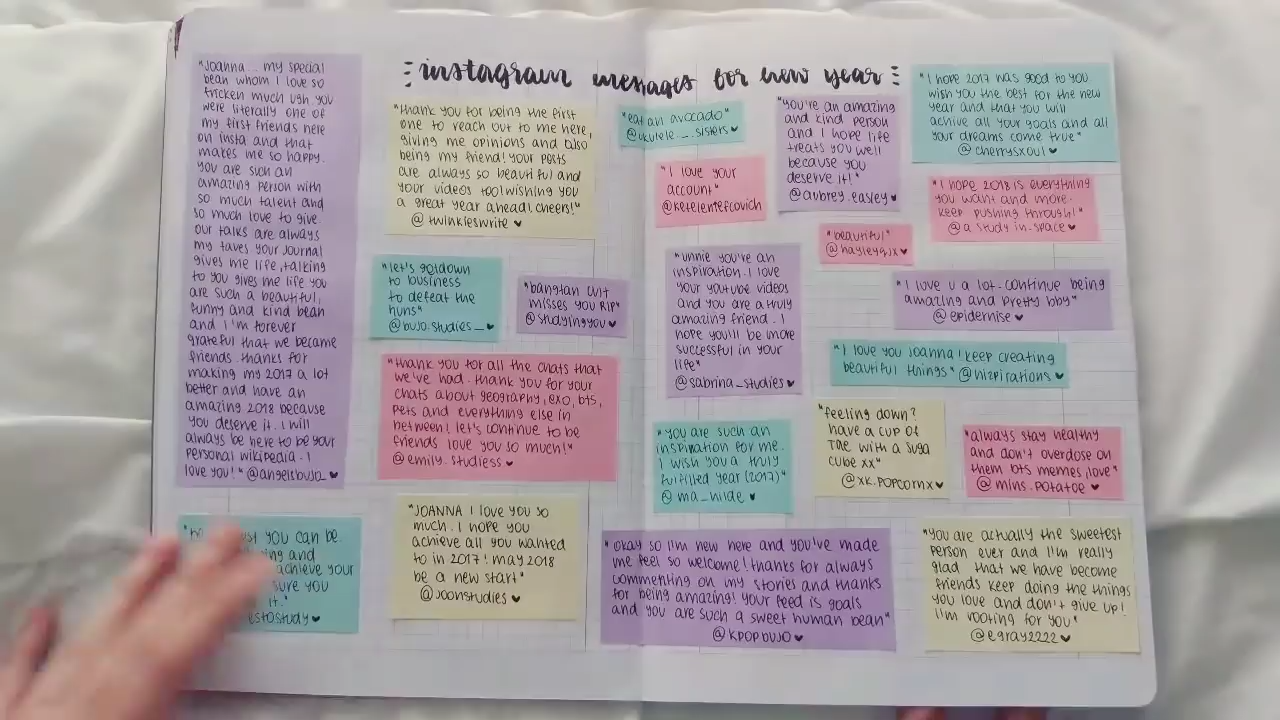 instagram messages for new year
"Joanna... my special
bean whom I love so
fricken much ugh you
were literally one of
my first friends here
on insta and that
makes me so happy.
you are such an
amazing person with
so much talent and
so much love to give
our talks are always
my faves your journal
gives me life, talking
to you gives me life you
are such a beautiful,
funny and kind bean
and I'm forever
grateful that we became
friends. thanks for
making my 2017 a lot
better and have an
amazing 2018 because
you deserve it. I will
always be here to be your
personal wikipedia. I
love you!" @angelsbujo_ ♥
you can be
and
achieve your
sure you
it."
♥
"thank you for being the first
one to reach out to me here,
giving me opinions and also
being my friend! your posts
are always so beautiful and
your videos too! wishing you
a great year ahead!, cheers!"
@twinkleswrite ♥
"let's gotdown
to business
to defeat the
huns"
@bujo.studies_ ♥
"bangtan unit
misses you RIP"
@studyingyou ♥
"thank you for all the chats that
we've had. thank you for your
chats about geography, exo, bts,
pets and everything else in
between! let's continue to be
friends love you so much!"
@emily.studiess ♥
"JOANNA I love you so
much. I hope you
achieve all you wanted
to in 2017! may 2018
be a new start"
@joonstudies ♥
"eat an avocado"
@ukulele_._sisters ♥
"I love your
account"
@ketelentefcovich
"you're an amazing
and kind person
and I hope life
treats you well
because you
deserve it!"
@aubrey.easley ♥
"I hope 2017 was good to you
wish you the best for the new
year and that you will
achive all your goals and all
your dreams come true"
@cherrysxoul ♥
"I hope 2018 is everything
you want and more.
keep pushing through!"
@a study in.space ♥
"beautiful"
♥
"unnie you're an
inspiration. I love
your youtube videos
and you are a truly
amazing friend. I
hope you'll be more
successful in your
life"
@sabrina_studies ♥
"I love u a lot. continue being
amazing and pretty bby"
@epidernise ♥
"I love you Joanna! keep creating
beautiful things" @hizpirations ♥
"you are such an
inspiration for me.
I wish you a truly
fulfilled year (2017)"
@ma_hilde ♥
"feeling down?
have a cup of
TAE with a suga
cube xx"
@xk.popcornx ♥
"always stay healthy
and don't overdose on
them bts memes, love"
@mins.potatoe ♥
"okay so I'm new here and you've made
me feel so welcome! thanks for always
commenting on my stories and thanks
for being amazing! your feed is goals
and you are such a sweet human bean"
@kpopbujo ♥
"you are actually the sweetest
person ever and I'm really
glad that we have become
friends keep doing the things
you love and don't give up!
I'm rooting for you"
@egray2222 ♥